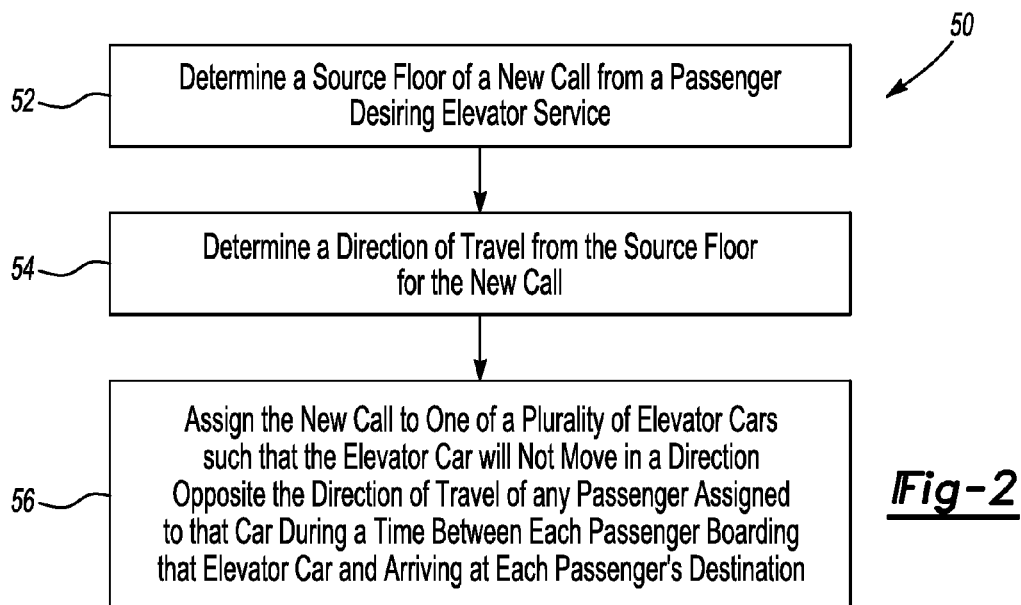 50
52
Determine a Source Floor of a New Call from a Passenger
Desiring Elevator Service
54
Determine a Direction of Travel from the Source Floor
for the New Call
56
Assign the New Call to One of a Plurality of Elevator Cars
such that the Elevator Car will Not Move in a Direction
Opposite the Direction of Travel of any Passenger Assigned
to that Car During a Time Between Each Passenger Boarding
that Elevator Car and Arriving at Each Passenger's Destination
Fig-2